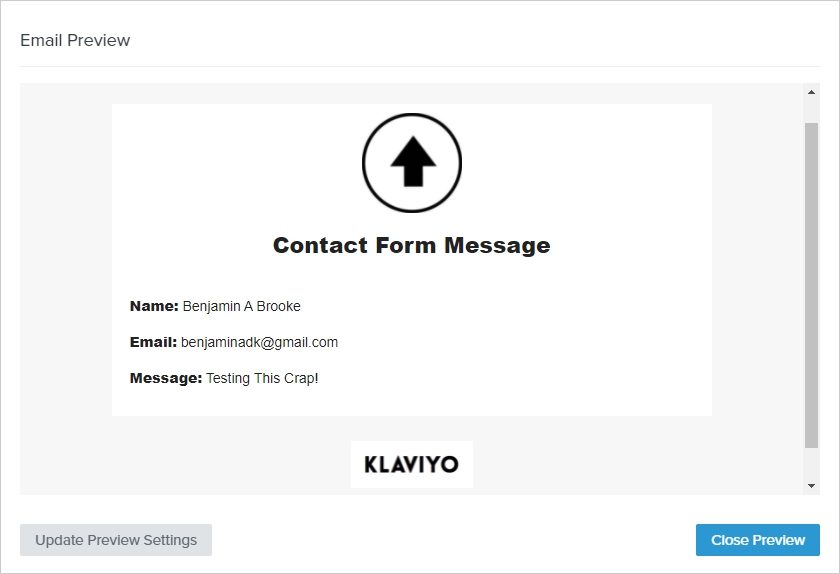 Email Preview
Contact Form Message
Name: Benjamin A Brooke
Email: benjaminadk@gmail.com
Message: Testing This Crap!
KLAVIYO
Update Preview Settings
Close Preview